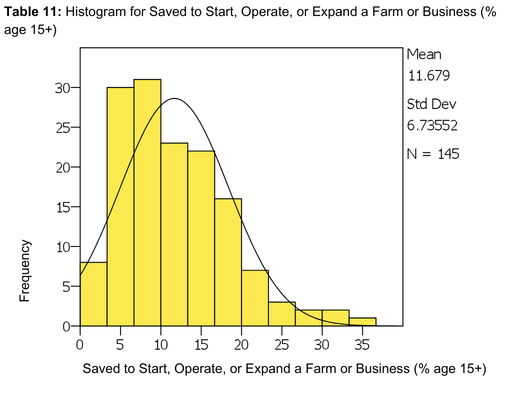 Table 11: Histogram for Saved to Start, Operate, or Expand a Farm or Business (%
age 15+)
Mean
11.679
Std Dev
6.73552
N = 145
Frequency
30
25
20
15
10
5
0
0 5 10 15 20 25 30 35
Saved to Start, Operate, or Expand a Farm or Business (% age 15+)